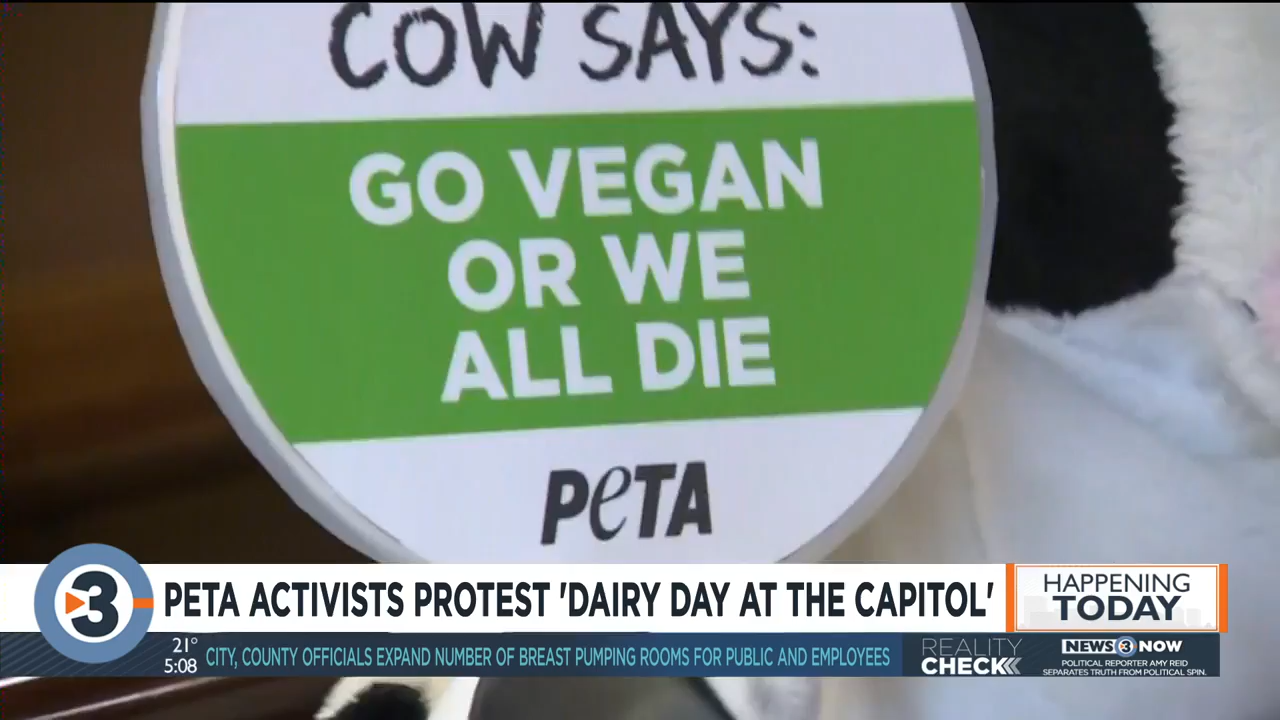 COW SAYS:
GO VEGAN
OR WE
ALL DIE
PeTA
3
PETA ACTIVISTS PROTEST 'DAIRY DAY AT THE CAPITOL'
HAPPENING
TODAY
21°
5:08
CITY, COUNTY OFFICIALS EXPAND NUMBER OF BREAST PUMPING ROOMS FOR PUBLIC AND EMPLOYEES
REALITY
CHECK
NEWS 3 NOW
POLITICAL REPORTER AMY REID
SEPARATES TRUTH FROM POLITICAL SPIN.